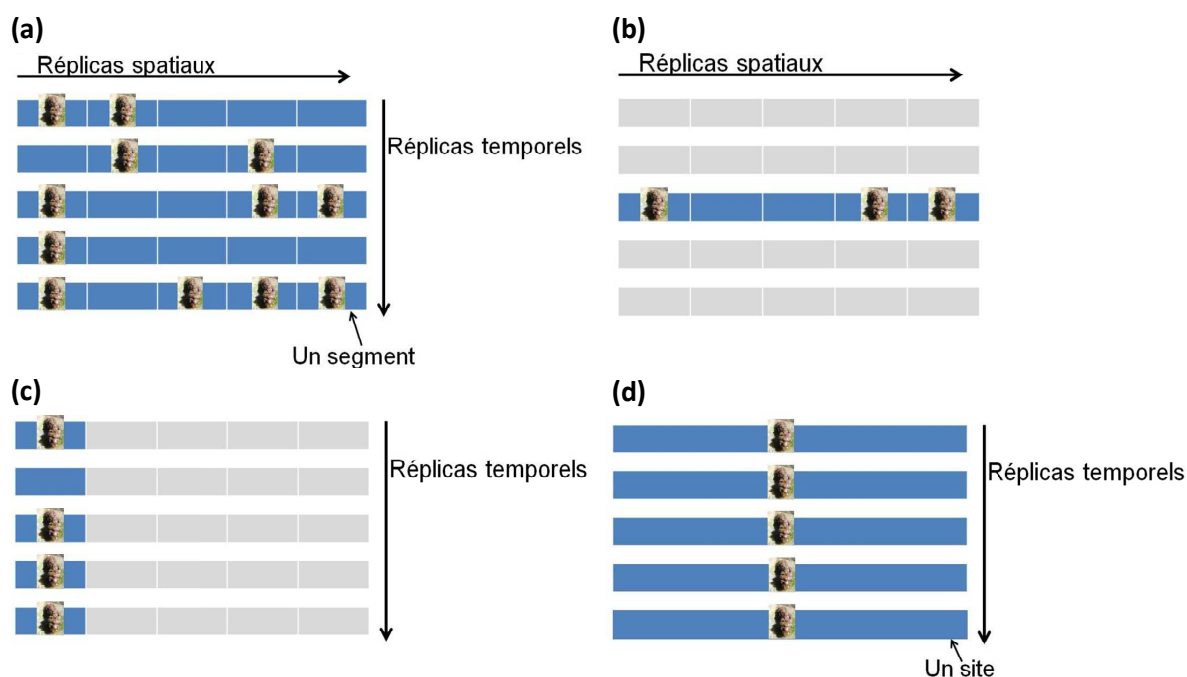 (a)
Réplicas spatiaux
Réplicas temporels
Un segment
(b)
Réplicas spatiaux
(c)
Réplicas temporels
(d)
Réplicas temporels
Un site